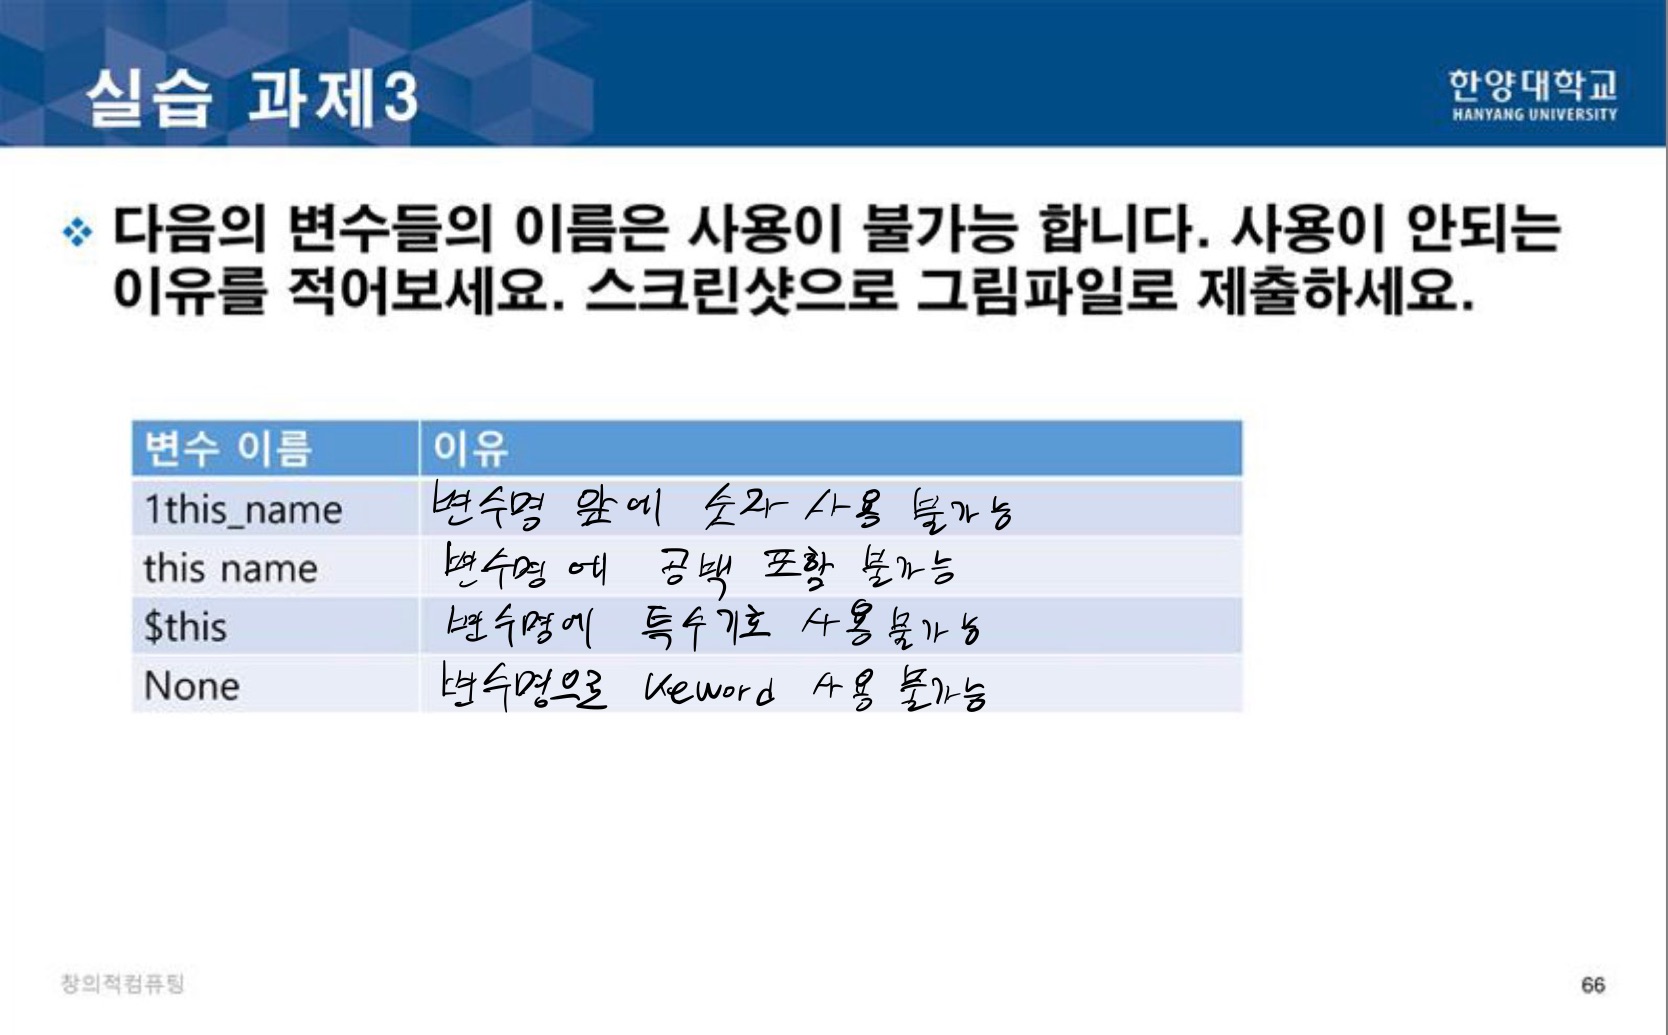 실습 과제3
한양대학교
HANYANG UNIVERSITY
다음의 변수들의 이름은 사용이 불가능 합니다. 사용이 안되는
이유를 적어보세요. 스크린샷으로 그림파일로 제출하세요.
변수 이름 이유
1this_name 변수명 앞에 숫자 사용 불가능
this name 변수명에 공백 포함 불가능
$this 변수명에 특수기호 사용불가능
None 변수명으로 Keword 사용 불가능
창의적컴퓨팅
66